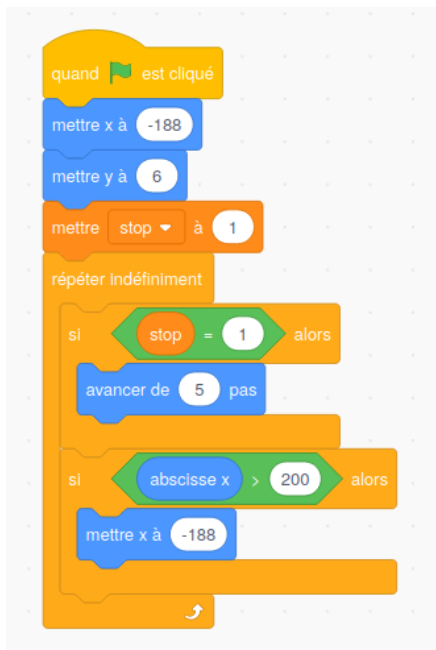 quand est cliqué
mettre x à -188
mettre y à 6
mettre stop à 1
répéter indéfiniment
si stop = 1 alors
avancer de 5 pas
si abscisse x > 200 alors
mettre x à -188